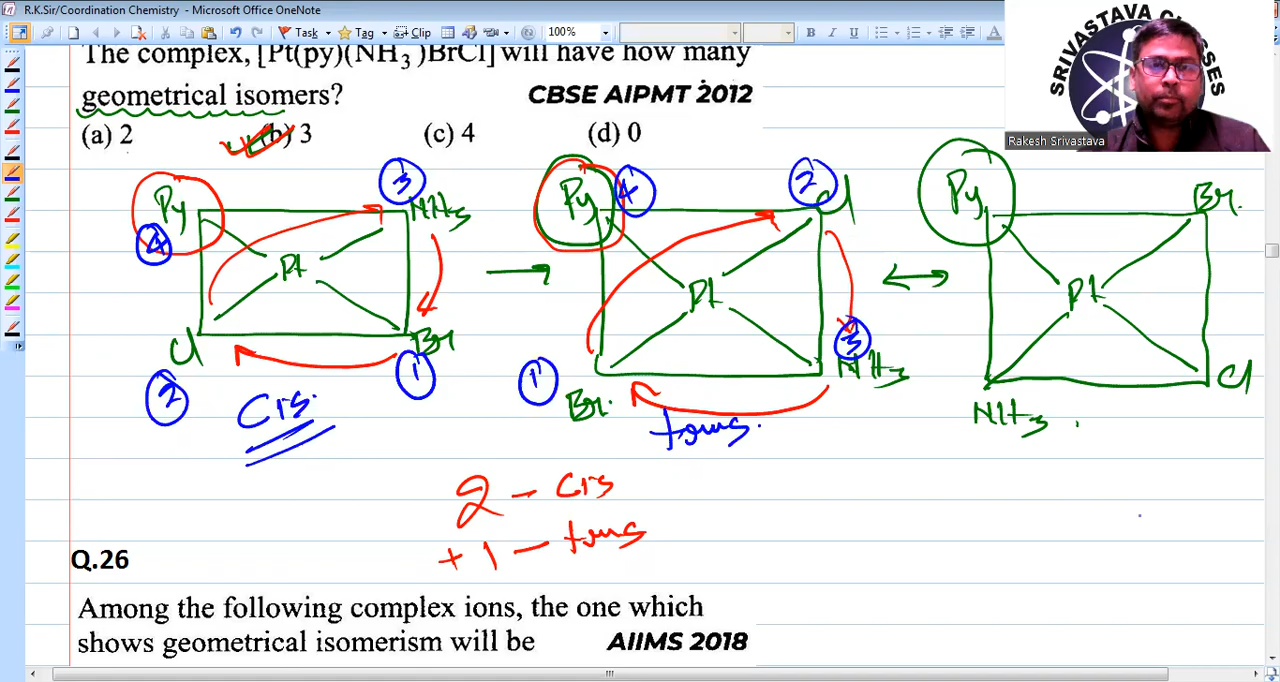 R.K.Sir/Coordination Chemistry - Microsoft Office OneNote
Task
Tag
Clip
100%
B I U
The complex, [Pt(py)(NH3)BrCl] will have how many
geometrical isomers? CBSE AIPMT 2012
(a) 2 (b) 3 (c) 4 (d) 0
SRIVASTAVA CLASSES
Rakesh Srivastava
Py 3 NH3
4
Pt
Cl Br
2 1
Cis.
Py 4 2 Cl
Pt
1 Br. 3 NH3
trans.
Py Br.
Pt
NH3 Cl
2 - Cis
+ 1 - trans
Q.26
Among the following complex ions, the one which
shows geometrical isomerism will be AIIMS 2018